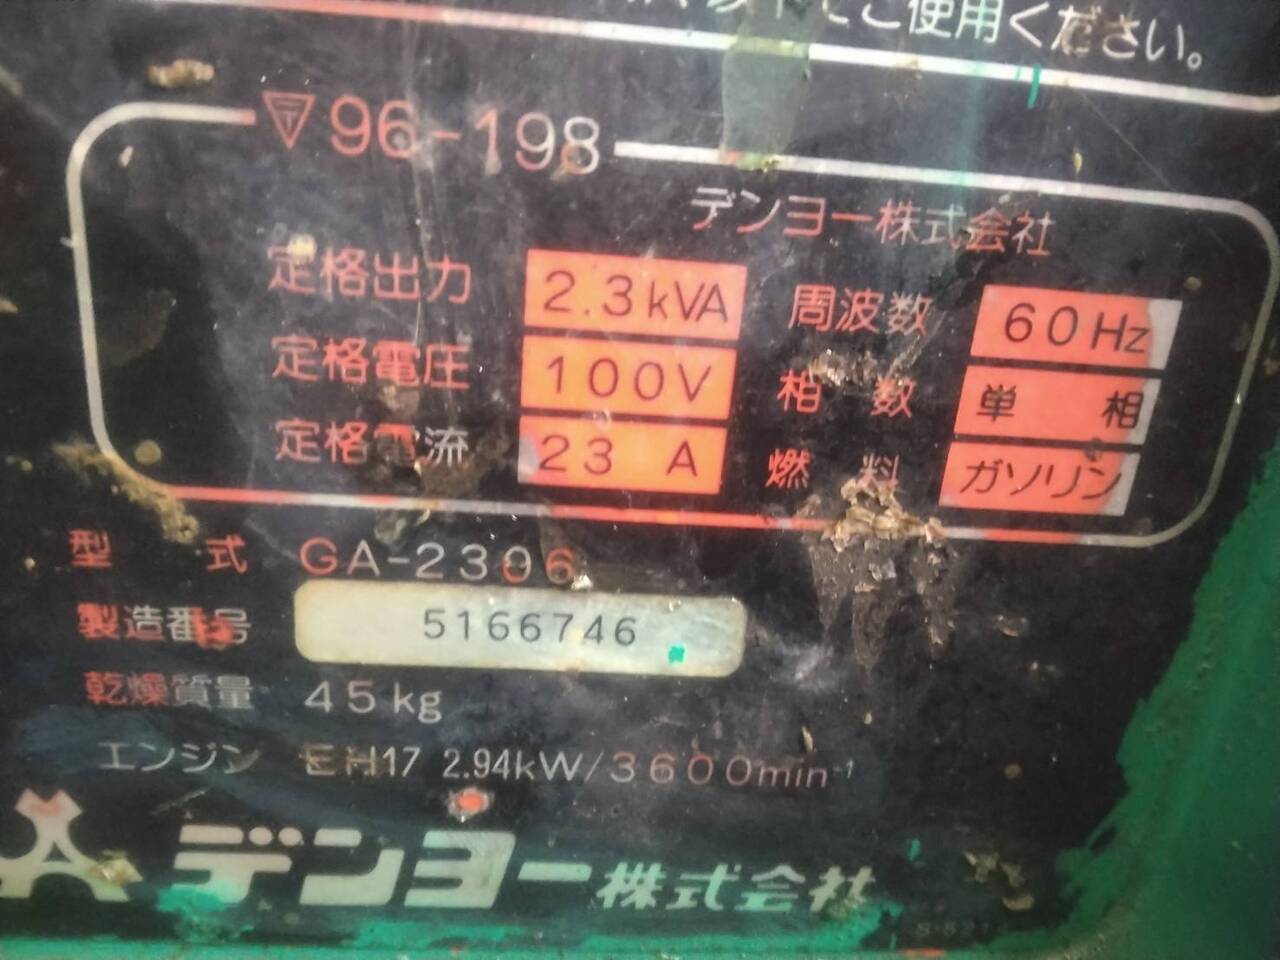 ご使用ください。
96-198
デンヨー株式会社
定格出力 2.3kVA 周波数 60Hz
定格電圧 100V 相数 単相
定格電流 23 A 燃料 ガソリン
型式 GA-2306
製造番号 5166746
乾燥質量 45kg
エンジン EH17 2.94kW/3600min-1
デンヨー株式会社